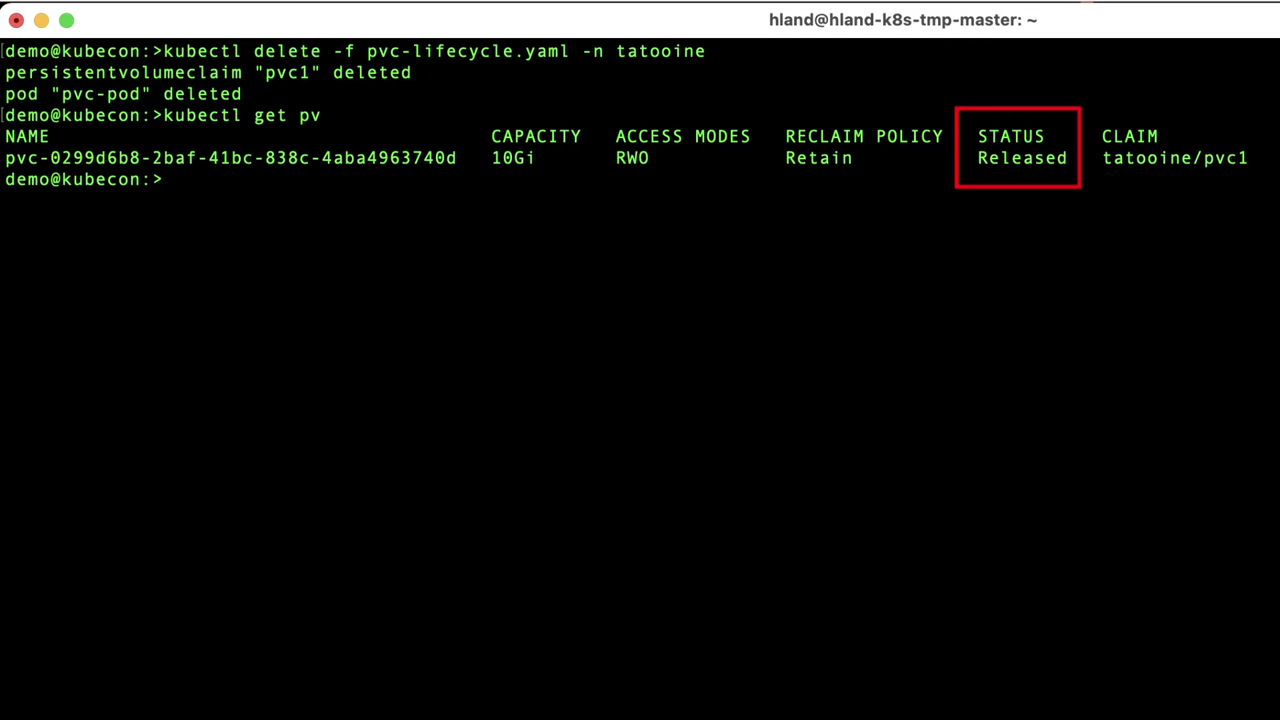 hland@hland-k8s-tmp-master: ~
[demo@kubecon:>kubectl delete -f pvc-lifecycle.yaml -n tatooine
persistentvolumeclaim "pvc1" deleted
pod "pvc-pod" deleted
[demo@kubecon:>kubectl get pv
NAME CAPACITY ACCESS MODES RECLAIM POLICY STATUS CLAIM
pvc-0299d6b8-2baf-41bc-838c-4aba4963740d 10Gi RWO Retain Released tatooine/pvc1
demo@kubecon:>